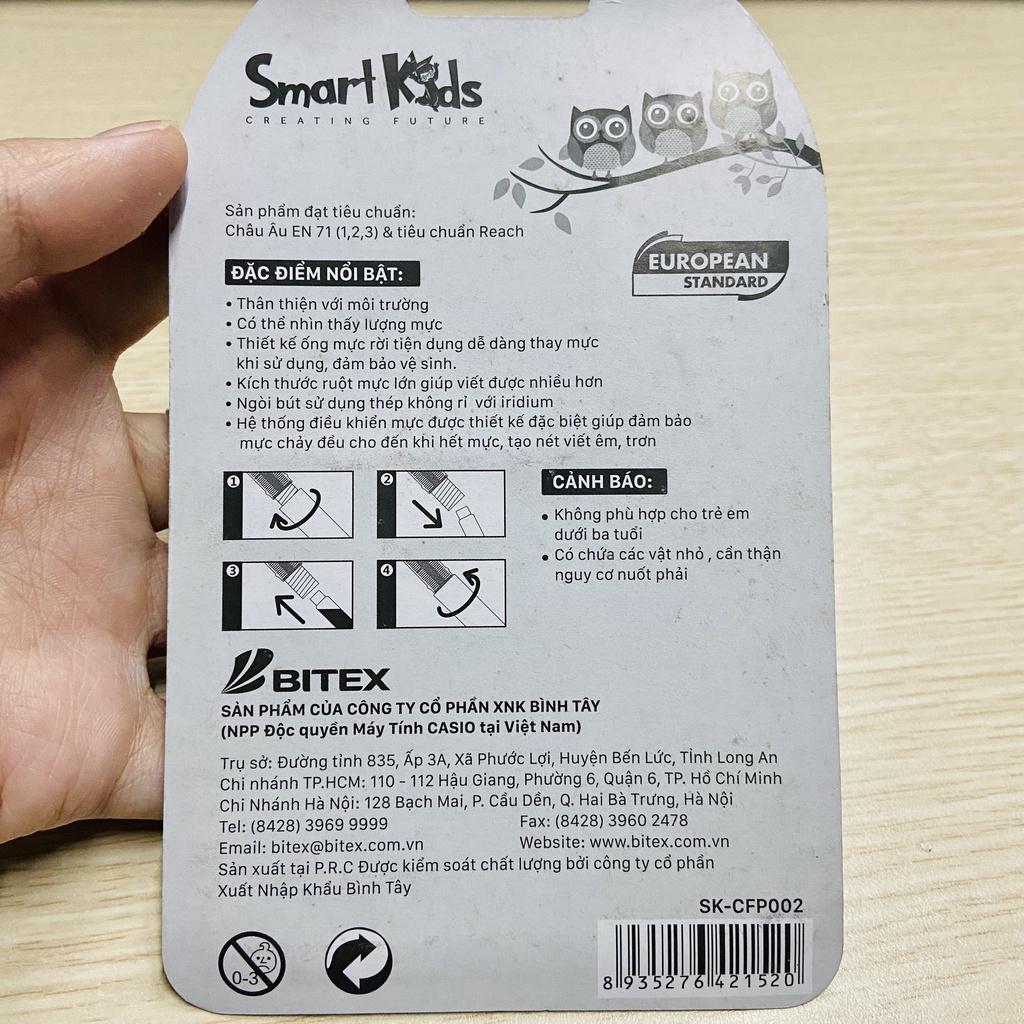 Smart Kids
CREATING FUTURE
Sản phẩm đạt tiêu chuẩn:
Châu Âu EN 71 (1,2,3) & tiêu chuẩn Reach
EUROPEAN
STANDARD
ĐẶC ĐIỂM NỔI BẬT:
• Thân thiện với môi trường
• Có thể nhìn thấy lượng mực
• Thiết kế ống mực rời tiện dụng dễ dàng thay mực
khi sử dụng, đảm bảo vệ sinh.
• Kích thước ruột mực lớn giúp viết được nhiều hơn
• Ngòi bút sử dụng thép không rỉ với iridium
• Hệ thống điều khiển mực được thiết kế đặc biệt giúp đảm bảo
mực chảy đều cho đến khi hết mực, tạo nét viết êm, trơn
1
2
3
4
CẢNH BÁO:
• Không phù hợp cho trẻ em
dưới ba tuổi
• Có chứa các vật nhỏ , cẩn thận
nguy cơ nuốt phải
BITEX
SẢN PHẨM CỦA CÔNG TY CỔ PHẦN XNK BÌNH TÂY
(NPP Độc quyền Máy Tính CASIO tại Việt Nam)
Trụ sở: Đường tỉnh 835, Ấp 3A, Xã Phước Lợi, Huyện Bến Lức, Tỉnh Long An
Chi nhánh TP.HCM: 110 - 112 Hậu Giang, Phường 6, Quận 6, TP. Hồ Chí Minh
Chi Nhánh Hà Nội: 128 Bạch Mai, P. Cầu Dền, Q. Hai Bà Trưng, Hà Nội
Tel: (8428) 3969 9999 Fax: (8428) 3960 2478
Email: bitex@bitex.com.vn Website: www.bitex.com.vn
Sản xuất tại P.R.C Được kiểm soát chất lượng bởi công ty cổ phần
Xuất Nhập Khẩu Bình Tây
SK-CFP002
0-3
8 935276 421520